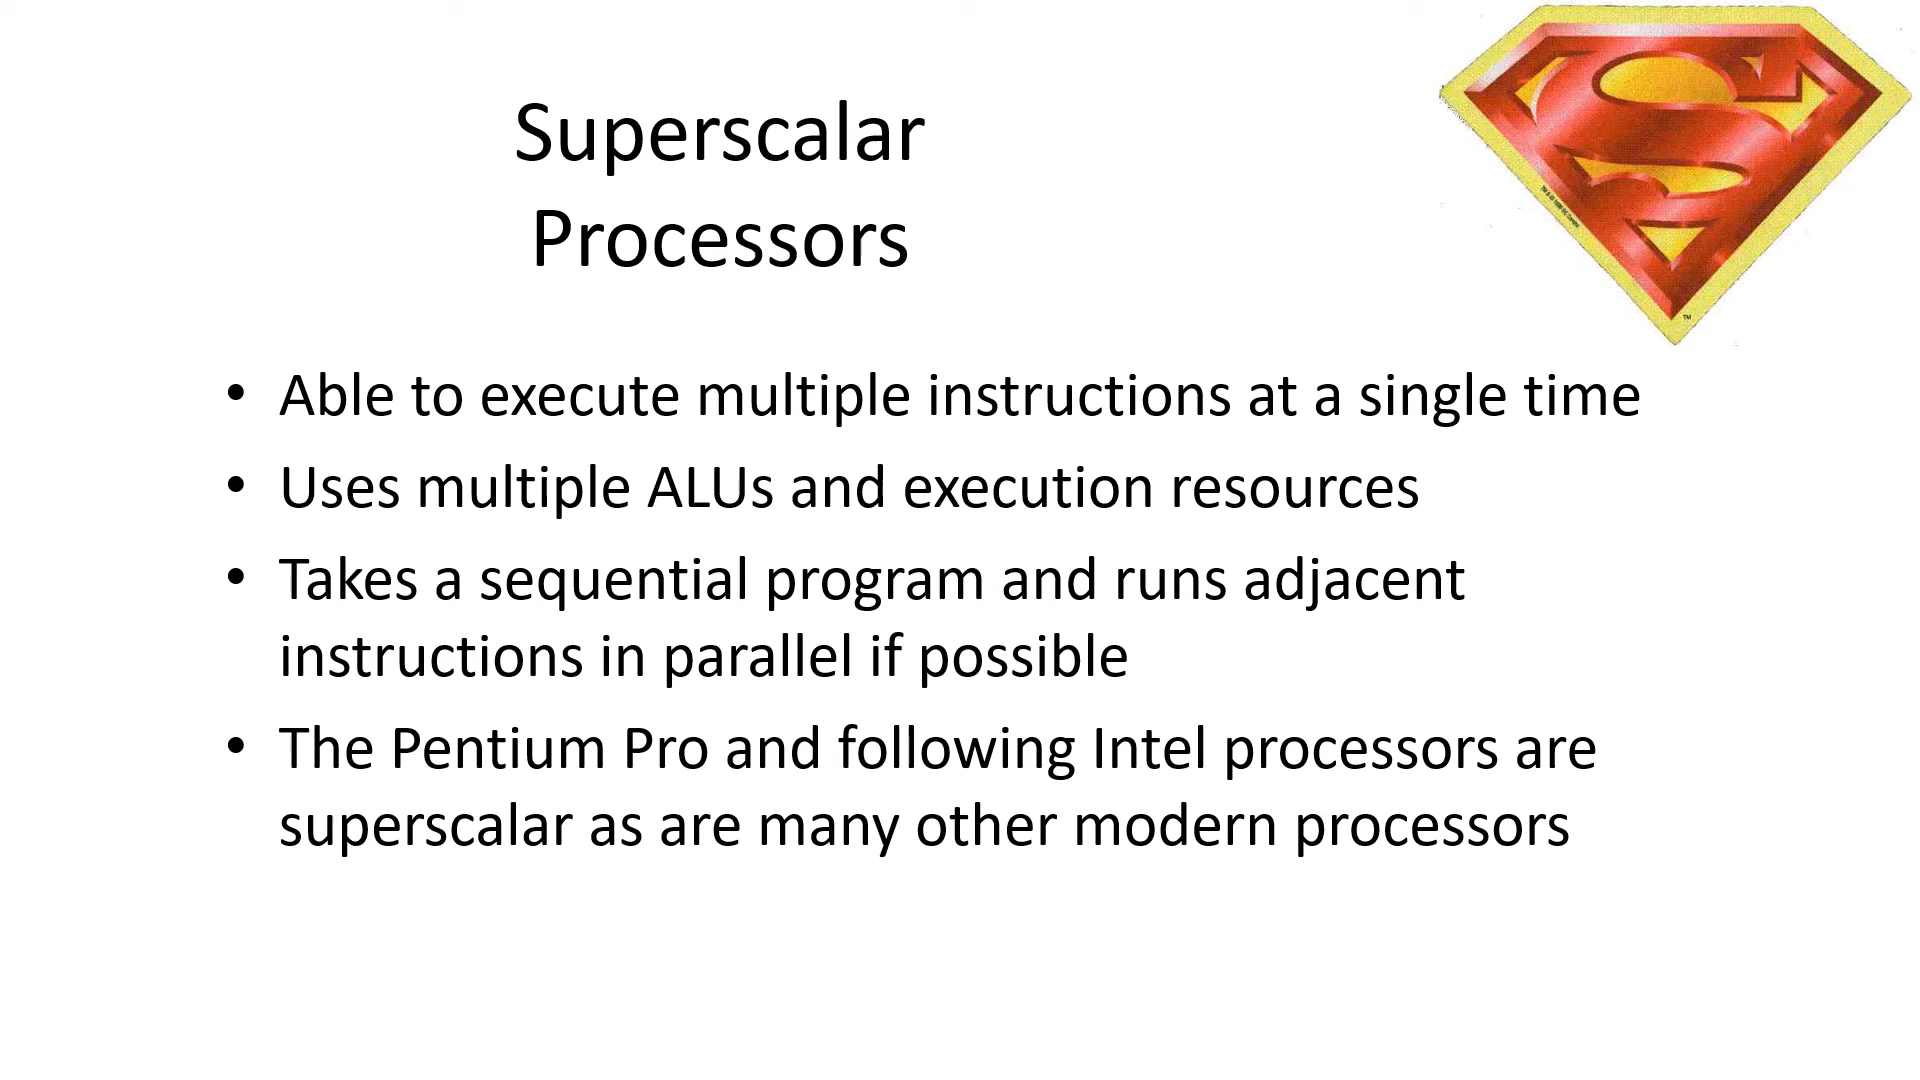 Superscalar
Processors
• Able to execute multiple instructions at a single time
• Uses multiple ALUs and execution resources
• Takes a sequential program and runs adjacent
instructions in parallel if possible
• The Pentium Pro and following Intel processors are
superscalar as are many other modern processors
S
TM